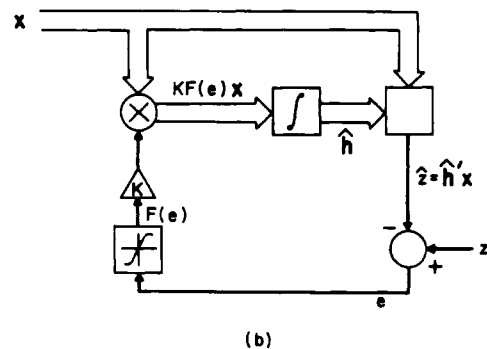 x
KF(e)x
∫
ĥ
×
K
ẑ=ĥ'x
F(e)
−
+
z
e
(b)